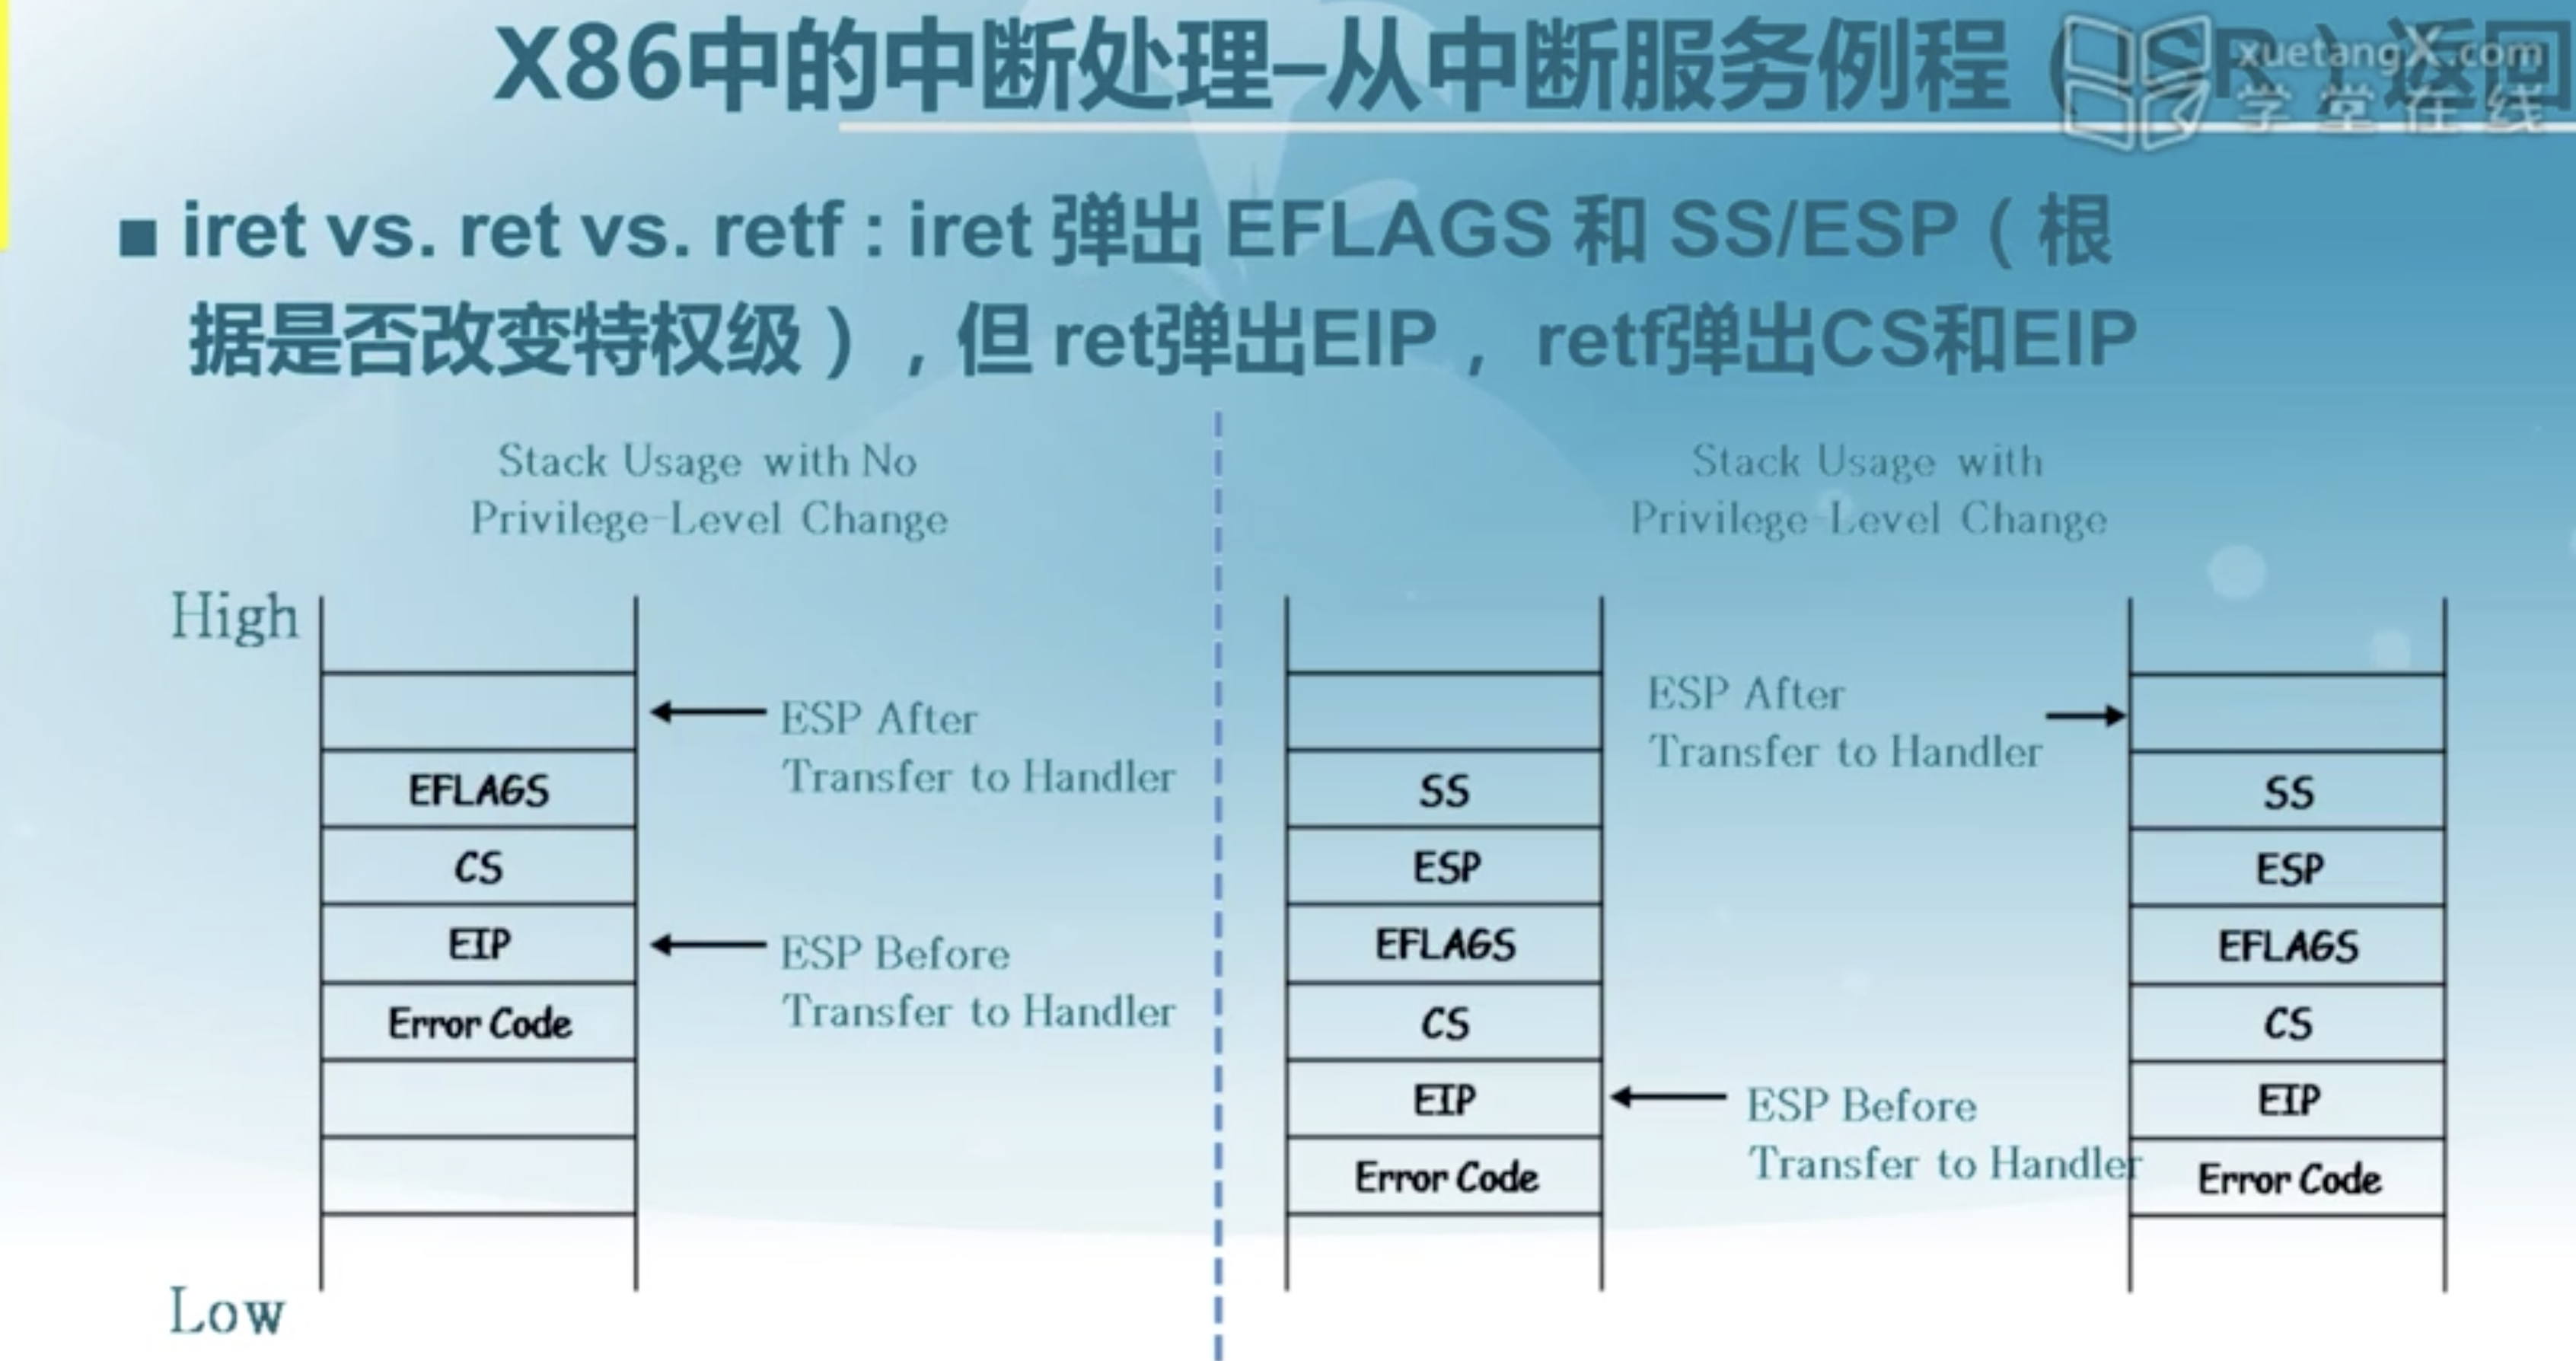 X86中的中断处理–从中断服务例程（ISR）返回
xuetangX.com
学堂在线
■ iret vs. ret vs. retf : iret 弹出 EFLAGS 和 SS/ESP（根
据是否改变特权级），但 ret弹出EIP， retf弹出CS和EIP
Stack Usage with No
Privilege-Level Change
High
ESP After
Transfer to Handler
EFLAGS
CS
EIP
ESP Before
Transfer to Handler
Error Code
Low
Stack Usage with
Privilege-Level Change
SS
ESP
EFLAGS
CS
EIP
Error Code
ESP After
Transfer to Handler
ESP Before
Transfer to Handler
SS
ESP
EFLAGS
CS
EIP
Error Code